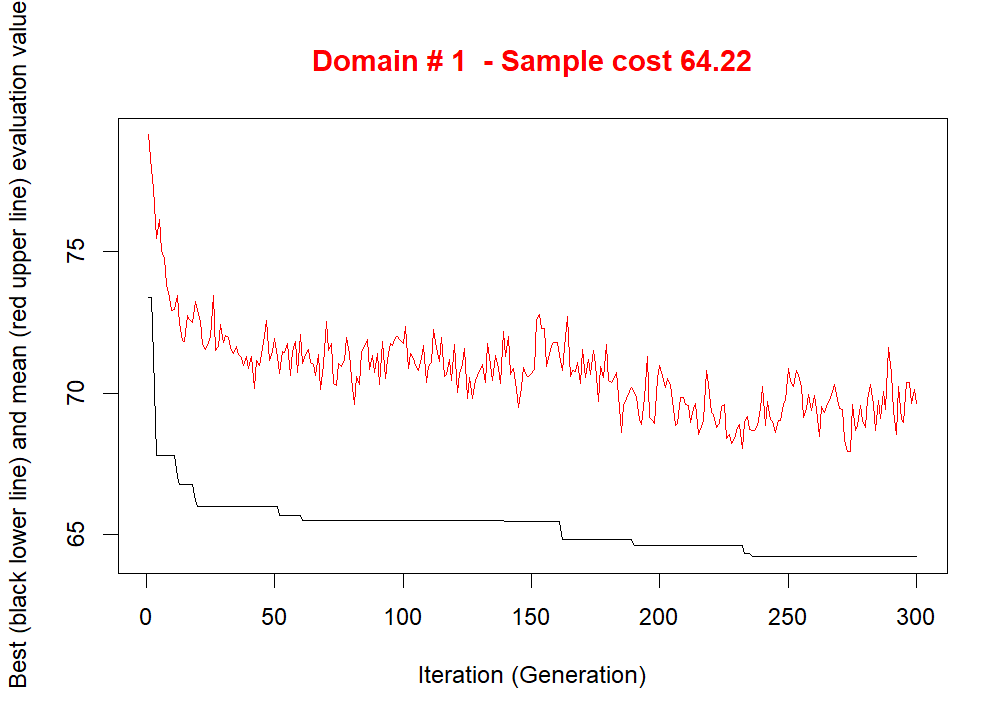 Domain # 1  - Sample cost 64.22
Best (black lower line) and mean (red upper line) evaluation value
75
70
65
0 50 100 150 200 250 300
Iteration (Generation)